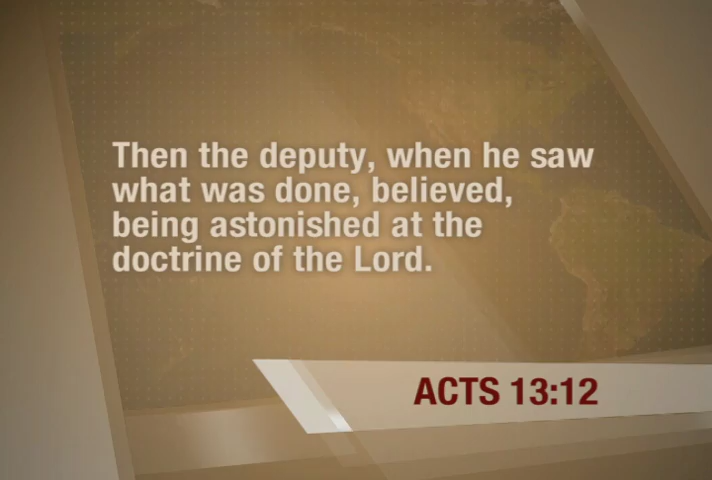 Then the deputy, when he saw
what was done, believed,
being astonished at the
doctrine of the Lord.
ACTS 13:12